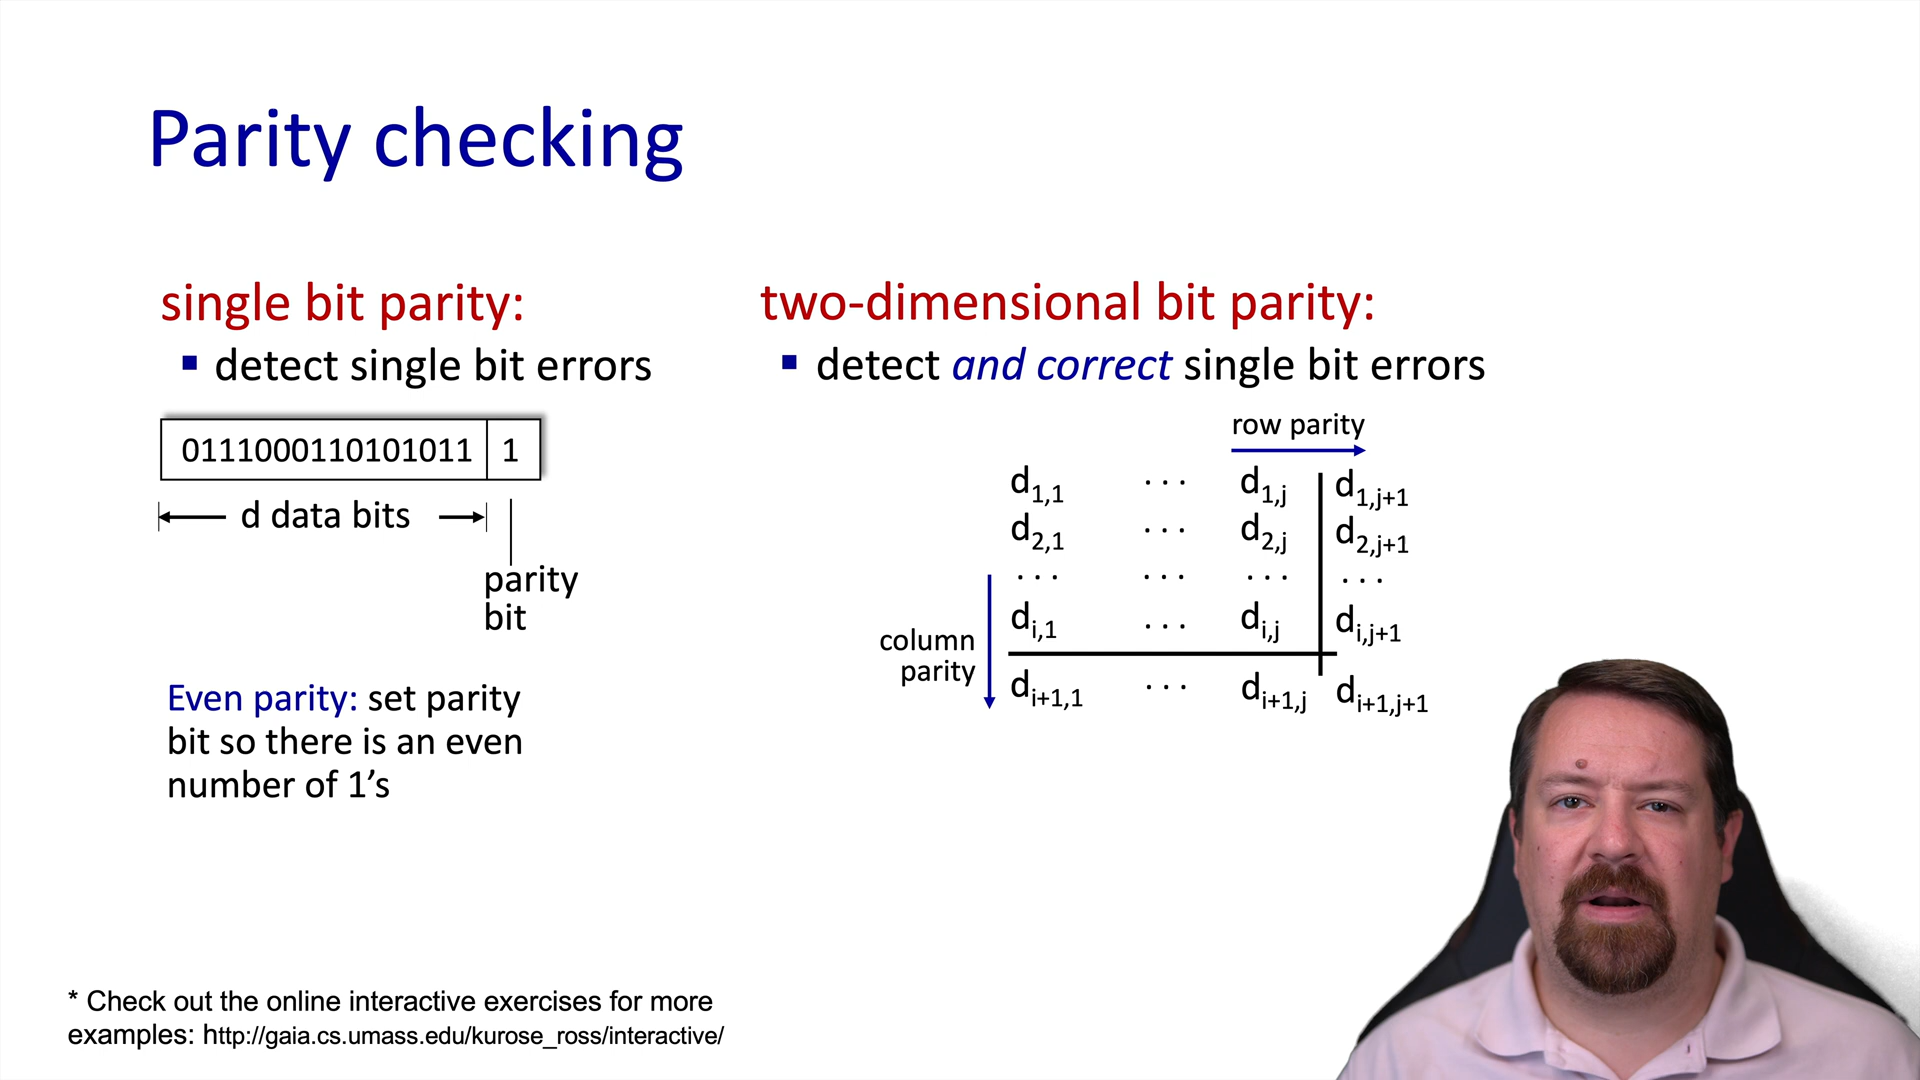 Parity checking
single bit parity:
▪ detect single bit errors
0111000110101011 1
d data bits
parity
bit
Even parity: set parity
bit so there is an even
number of 1’s
two-dimensional bit parity:
▪ detect and correct single bit errors
row parity
d1,1 ... d1,j d1,j+1
d2,1 ... d2,j d2,j+1
... ... ... ...
di,1 ... di,j di,j+1
column
parity
di+1,1 ... di+1,j di+1,j+1
* Check out the online interactive exercises for more
examples: http://gaia.cs.umass.edu/kurose_ross/interactive/